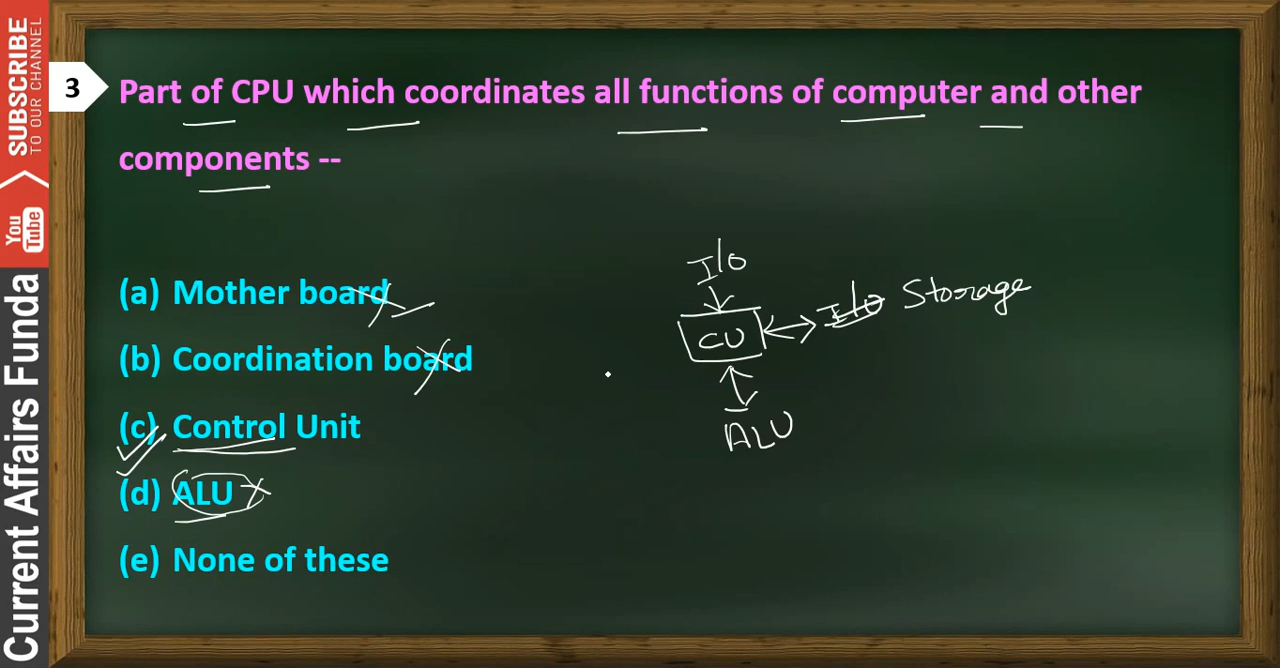 SUBSCRIBE
TO OUR CHANNEL
You
Tube
Current Affairs Funda
3
Part of CPU which coordinates all functions of computer and other
components --
(a) Mother board
(b) Coordination board
(c) Control Unit
(d) ALU
(e) None of these
I/o
CU
I/o Storage
ALU